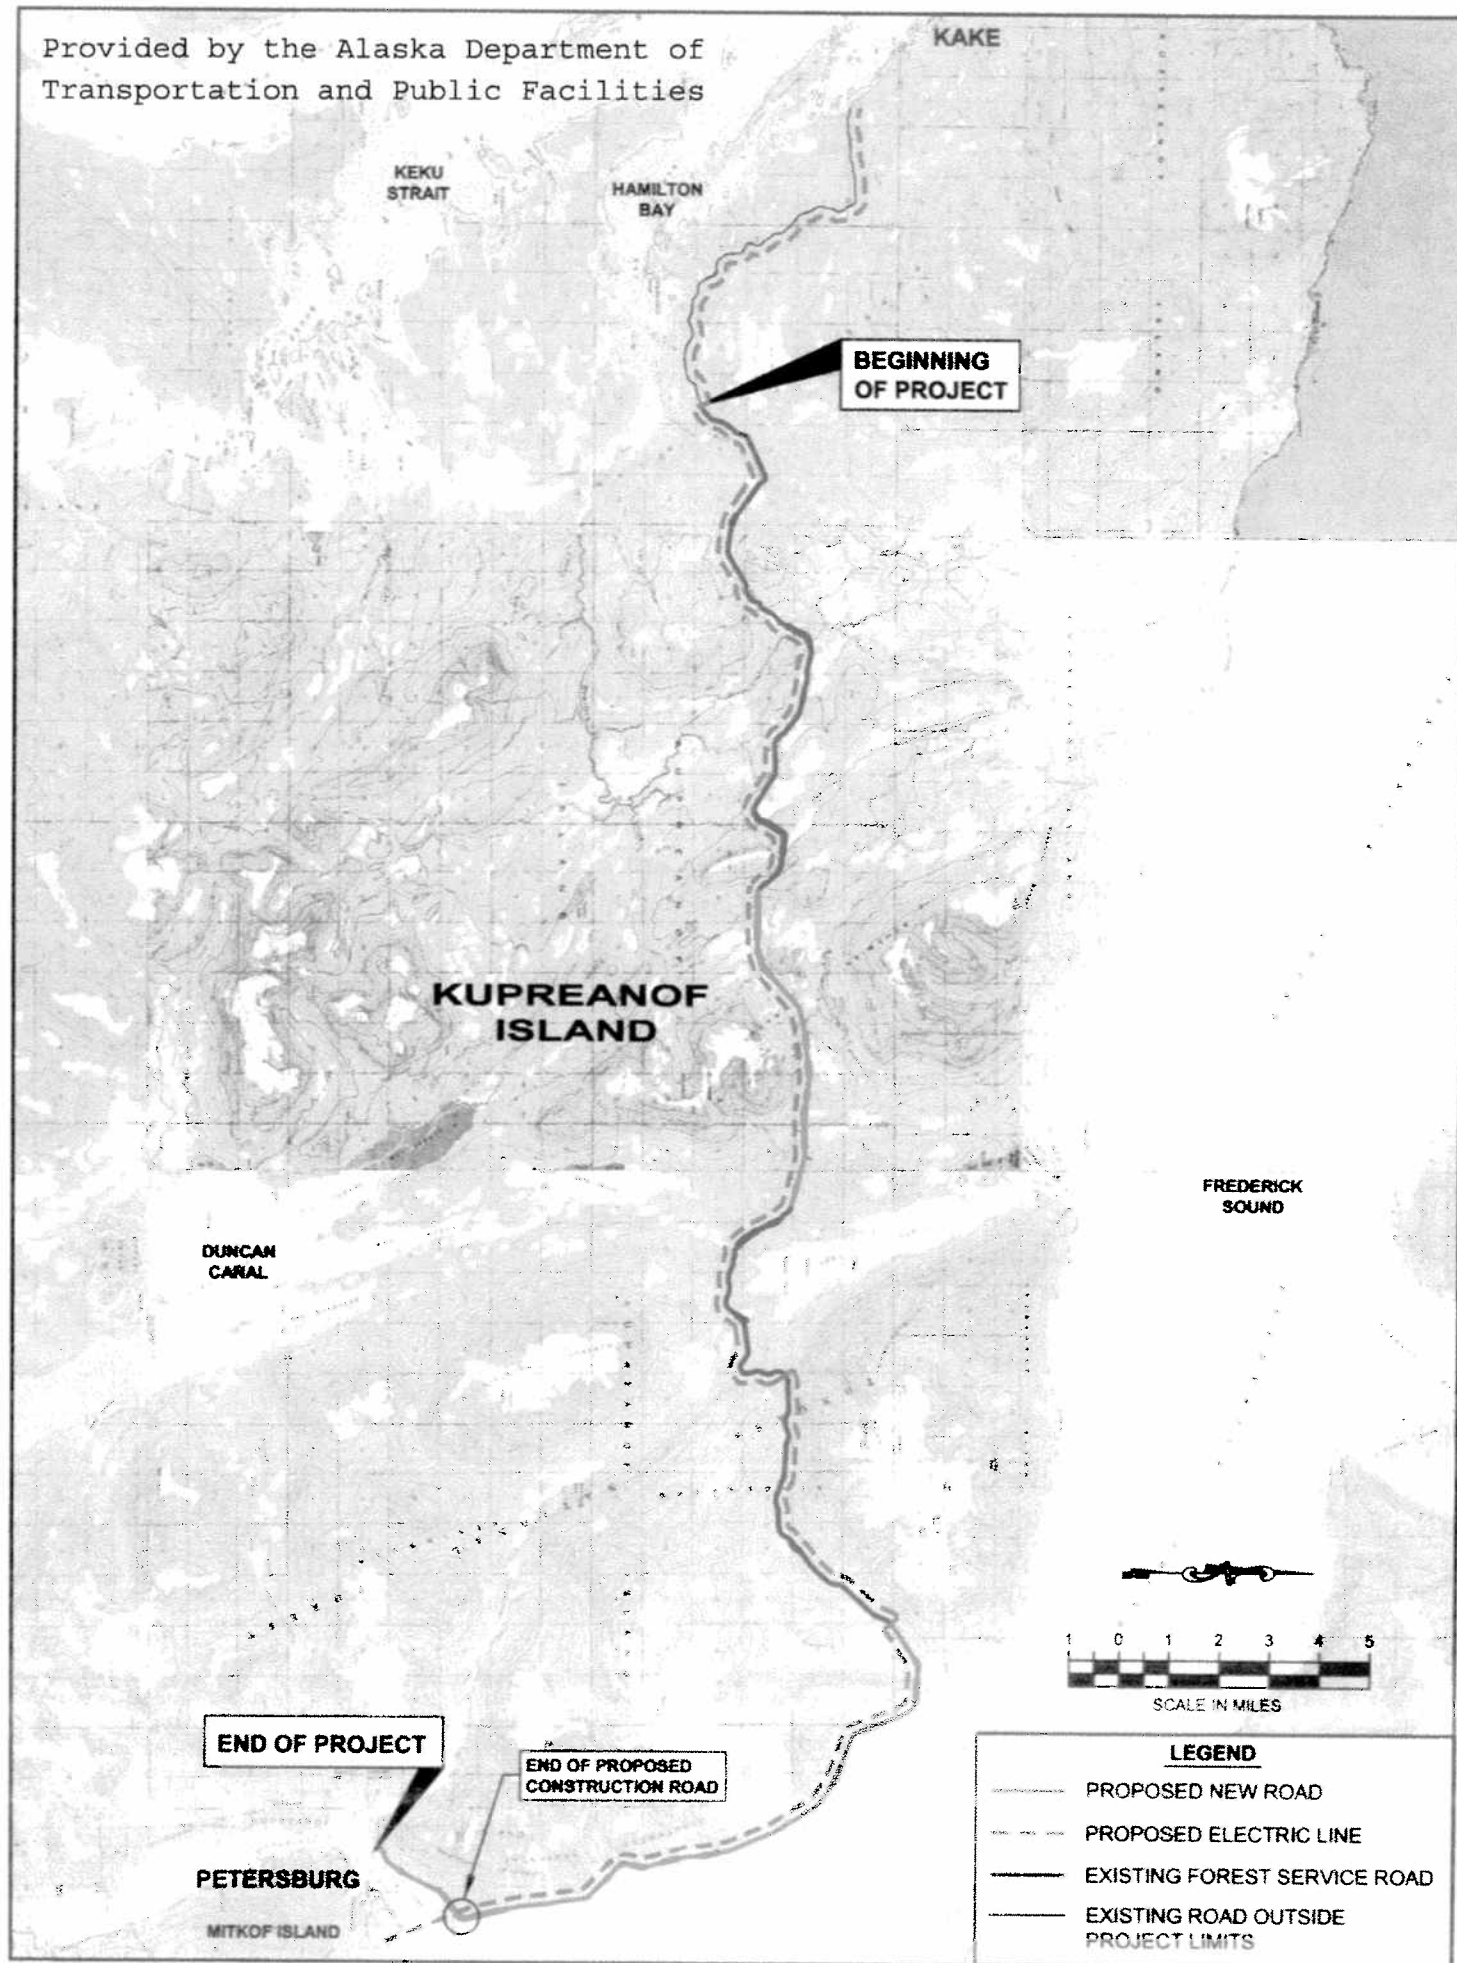 Provided by the Alaska Department of
Transportation and Public Facilities
KAKE
KEKU
STRAIT
HAMILTON
BAY
BEGINNING
OF PROJECT
KUPREANOF
ISLAND
FREDERICK
SOUND
DUNCAN
CANAL
1 0 1 2 3 4 5
SCALE IN MILES
END OF PROJECT
END OF PROPOSED
CONSTRUCTION ROAD
PETERSBURG
MITKOF ISLAND
LEGEND
PROPOSED NEW ROAD
PROPOSED ELECTRIC LINE
EXISTING FOREST SERVICE ROAD
EXISTING ROAD OUTSIDE
PROJECT LIMITS